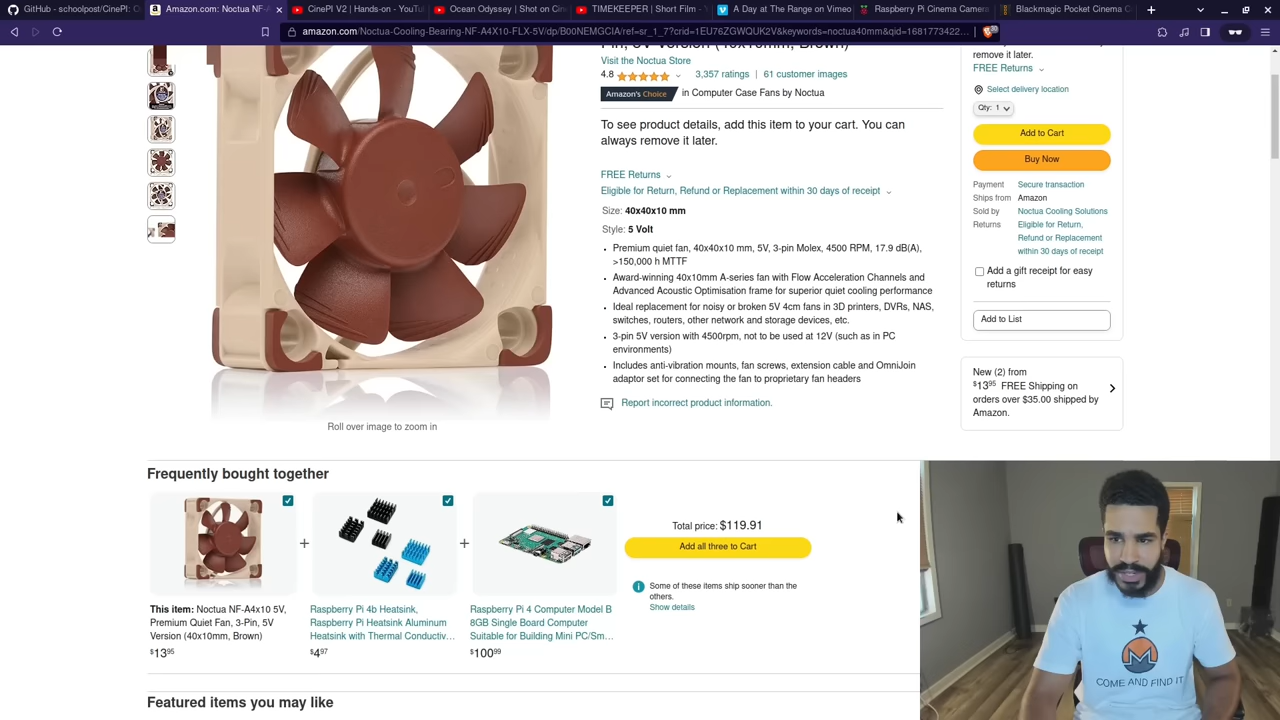 GitHub - schoolpost/CinePI: O
Amazon.com: Noctua NF-
CinePI V2 | Hands-on - YouTu
Ocean Odyssey | Shot on Cin
TIMEKEEPER | Short Film - Y
A Day at The Range on Vimeo
Raspberry Pi Cinema Camera
Blackmagic Pocket Cinema C
amazon.com/Noctua-Cooling-Bearing-NF-A4X10-FLX-5V/dp/B00NEMGCIA/ref=sr_1_7?crid=1EU76ZGWQUK2V&keywords=noctua40mm&qid=1681773422...
Pin, 5V Version (40x10mm, Brown)
Visit the Noctua Store
4.8
3,357 ratings | 61 customer images
Amazon's Choice in Computer Case Fans by Noctua
To see product details, add this item to your cart. You can
always remove it later.
FREE Returns
Eligible for Return, Refund or Replacement within 30 days of receipt
Size: 40x40x10 mm
Style: 5 Volt
Premium quiet fan, 40x40x10 mm, 5V, 3-pin Molex, 4500 RPM, 17.9 dB(A),
>150,000 h MTTF
Award-winning 40x10mm A-series fan with Flow Acceleration Channels and
Advanced Acoustic Optimisation frame for superior quiet cooling performance
Ideal replacement for noisy or broken 5V 4cm fans in 3D printers, DVRs, NAS,
switches, routers, other network and storage devices, etc.
3-pin 5V version with 4500rpm, not to be used at 12V (such as in PC
environments)
Includes anti-vibration mounts, fan screws, extension cable and OmniJoin
adaptor set for connecting the fan to proprietary fan headers
Report incorrect product information.
Roll over image to zoom in
remove it later.
FREE Returns
Select delivery location
Qty: 1
Add to Cart
Buy Now
Payment Secure transaction
Ships from Amazon
Sold by Noctua Cooling Solutions
Returns Eligible for Return,
Refund or Replacement
within 30 days of receipt
Add a gift receipt for easy
returns
Add to List
New (2) from
$13.95 FREE Shipping on
orders over $35.00 shipped by
Amazon.
Frequently bought together
+
+
This item: Noctua NF-A4x10 5V,
Premium Quiet Fan, 3-Pin, 5V
Version (40x10mm, Brown)
$13.95
Raspberry Pi 4b Heatsink,
Raspberry Pi Heatsink Aluminum
Heatsink with Thermal Conductiv...
$4.97
Raspberry Pi 4 Computer Model B
8GB Single Board Computer
Suitable for Building Mini PC/Sm...
$100.99
Total price: $119.91
Add all three to Cart
Some of these items ship sooner than the
others.
Show details
Featured items you may like
COME AND FIND IT